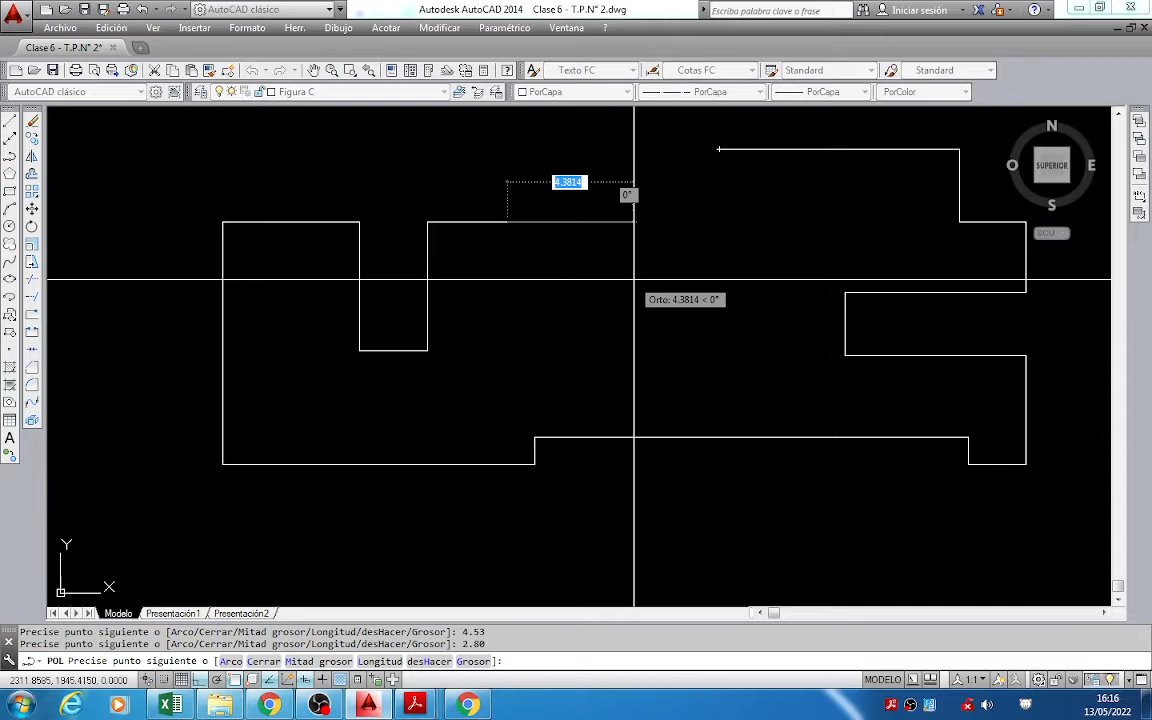 AutoCAD clásico
Autodesk AutoCAD 2014 Clase 6 - T.P.N° 2.dwg
Escriba palabra clave o frase
Iniciar sesión
Archivo Edición Ver Insertar Formato Herr. Dibujo Acotar Modificar Paramétrico Ventana ?
Clase 6 - T.P.N° 2*
Texto FC Cotas FC Standard Standard
AutoCAD clásico Figura C PorCapa PorCapa PorCapa PorColor
N
O SUPERIOR E
S
SCU
4.3814
0°
Orto: 4.3814 < 0°
Y
X
Modelo Presentación1 Presentación2
Precise punto siguiente o [Arco/Cerrar/Mitad grosor/Longitud/desHacer/Grosor]: 4.53
Precise punto siguiente o [Arco/Cerrar/Mitad grosor/Longitud/desHacer/Grosor]: 2.80
POL Precise punto siguiente o [Arco Cerrar Mitad grosor Longitud desHacer Grosor]:
2311.8585, 1945.4150, 0.0000 MODELO 1:1
16:16
13/05/2022